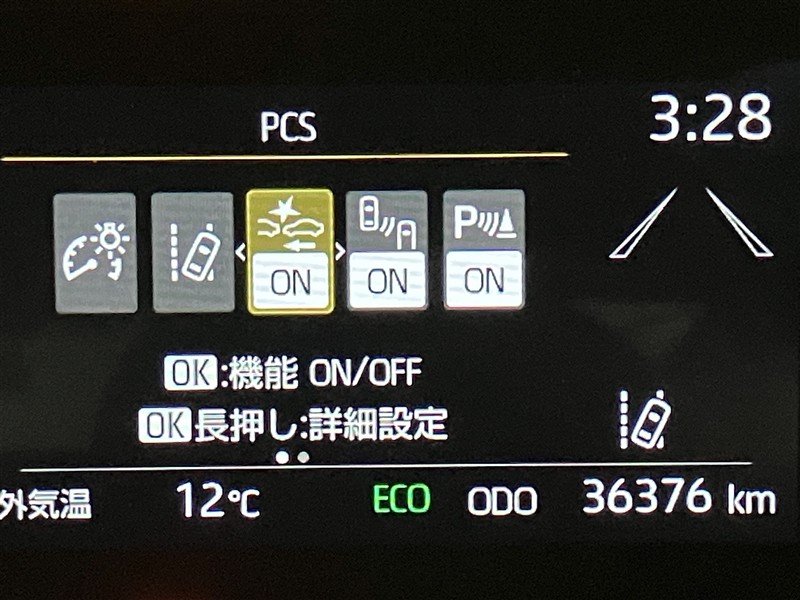 PCS
3:28
P
ON ON ON
OK:機能 ON/OFF
OK長押し:詳細設定
外気温 12℃ ECO ODO 36376 km